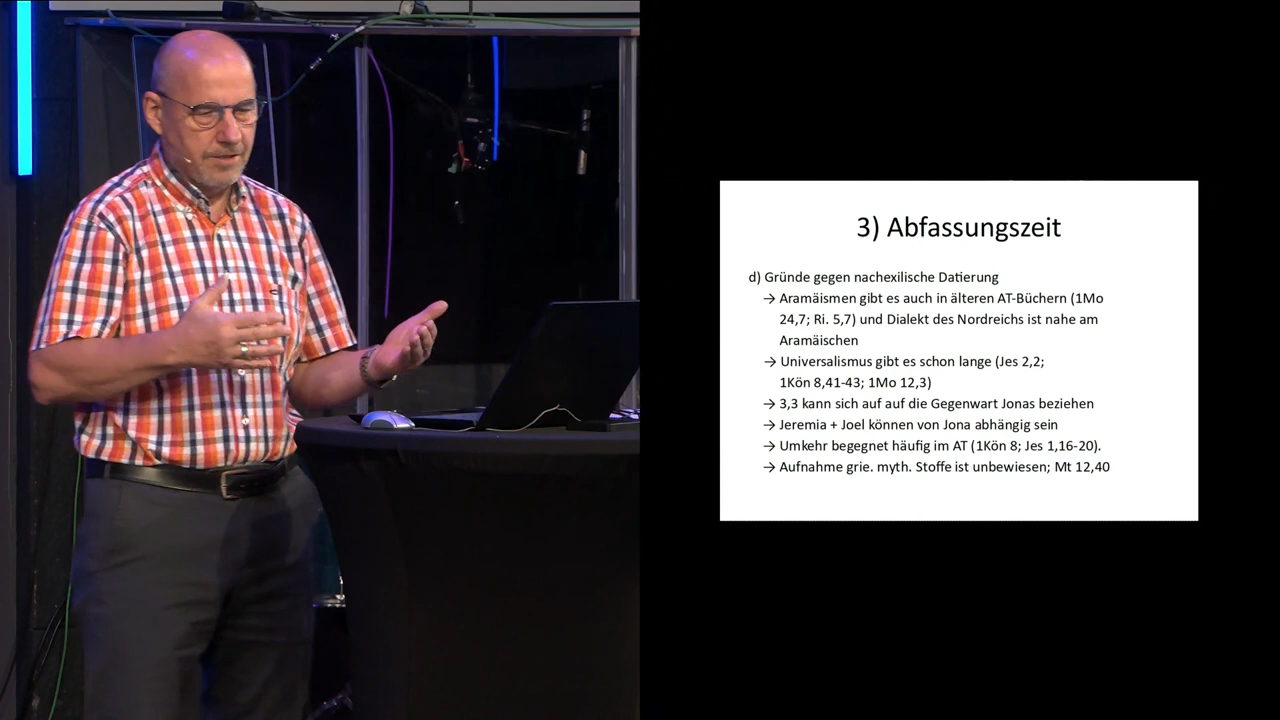 3) Abfassungszeit
d) Gründe gegen nachexilische Datierung
→ Aramäismen gibt es auch in älteren AT-Büchern (1Mo
24,7; Ri. 5,7) und Dialekt des Nordreichs ist nahe am
Aramäischen
→ Universalismus gibt es schon lange (Jes 2,2;
1Kön 8,41-43; 1Mo 12,3)
→ 3,3 kann sich auf auf die Gegenwart Jonas beziehen
→ Jeremia + Joel können von Jona abhängig sein
→ Umkehr begegnet häufig im AT (1Kön 8; Jes 1,16-20).
→ Aufnahme grie. myth. Stoffe ist unbewiesen; Mt 12,40